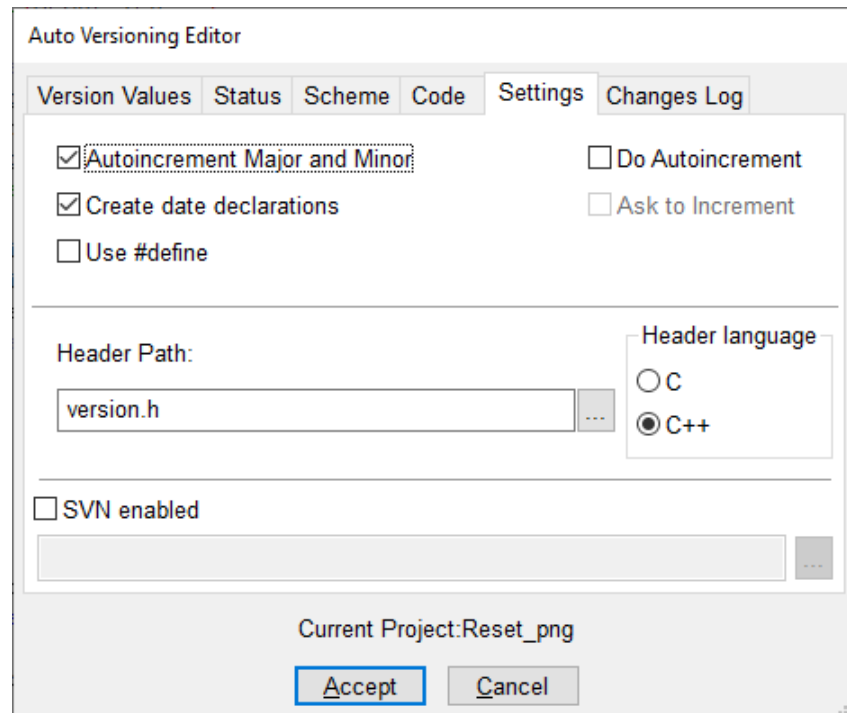 Auto Versioning Editor
Version Values Status Scheme Code Settings Changes Log
Autoincrement Major and Minor Do Autoincrement
Create date declarations Ask to Increment
Use #define
Header language
Header Path:
C
version.h ...
C++
SVN enabled
...
Current Project:Reset_png
Accept Cancel